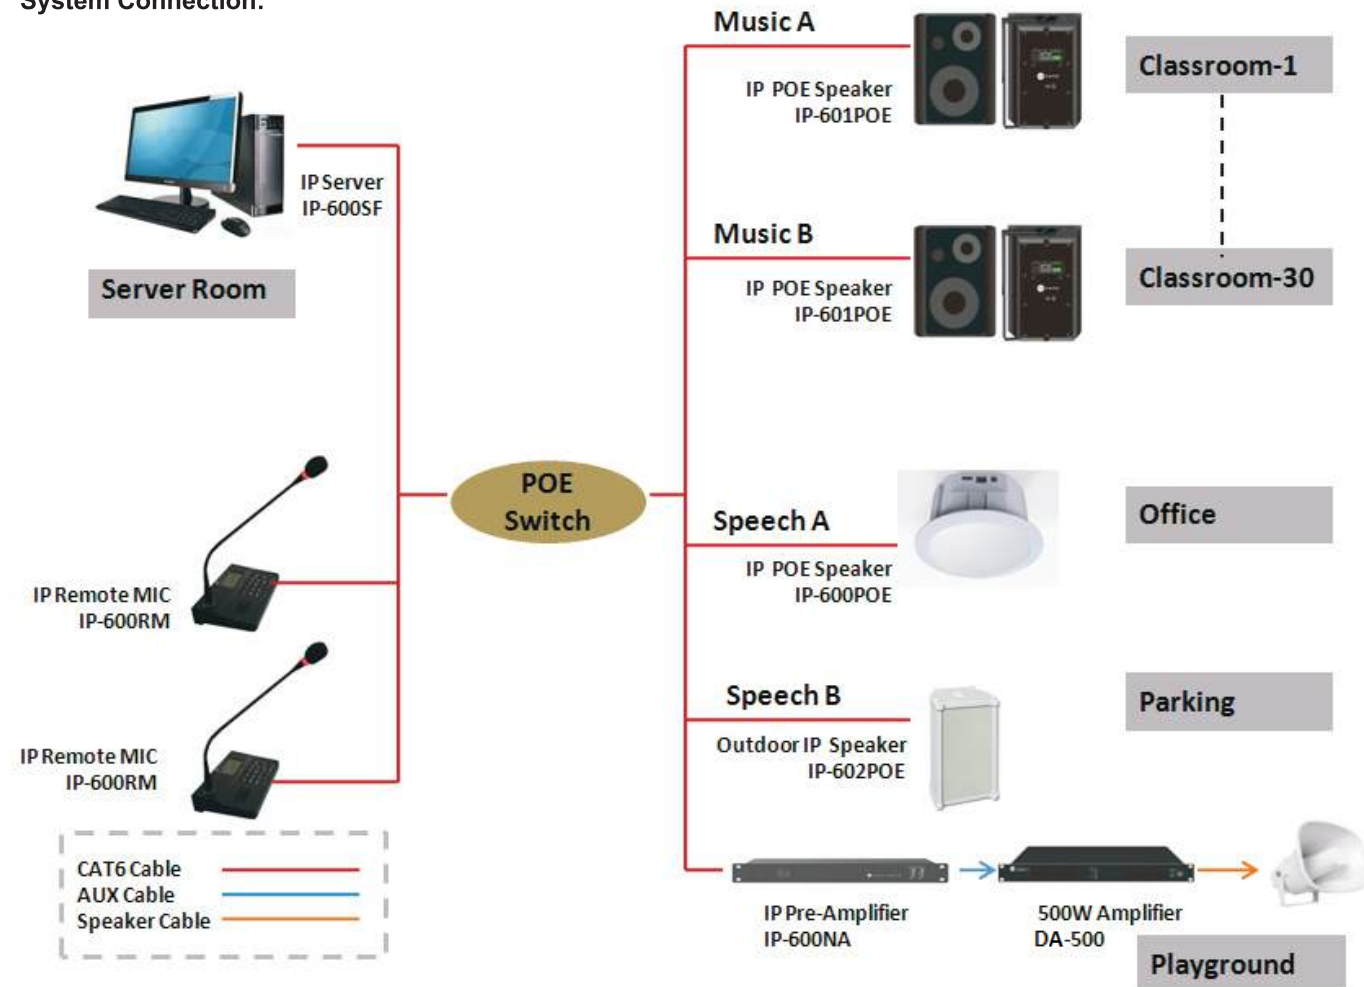 System Connection:
Music A
IP POE Speaker
IP-601POE
Classroom-1
IP Server
IP-600SF
Server Room
Music B
IP POE Speaker
IP-601POE
Classroom-30
POE
Switch
Speech A
IP POE Speaker
IP-600POE
Office
IP Remote MIC
IP-600RM
Speech B
Outdoor IP Speaker
IP-602POE
Parking
IP Remote MIC
IP-600RM
CAT6 Cable
AUX Cable
Speaker Cable
IP Pre-Amplifier
IP-600NA
500W Amplifier
DA-500
Playground